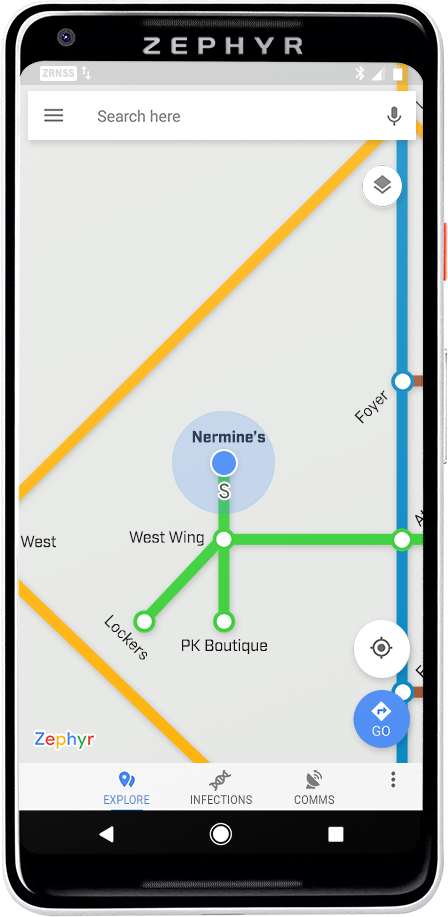 ZEPHYR
ZRNSS
Search here
Foyer
Nermine's
S
West
West Wing
Lockers
PK Boutique
GO
Zephyr
EXPLORE
INFECTIONS
COMMS